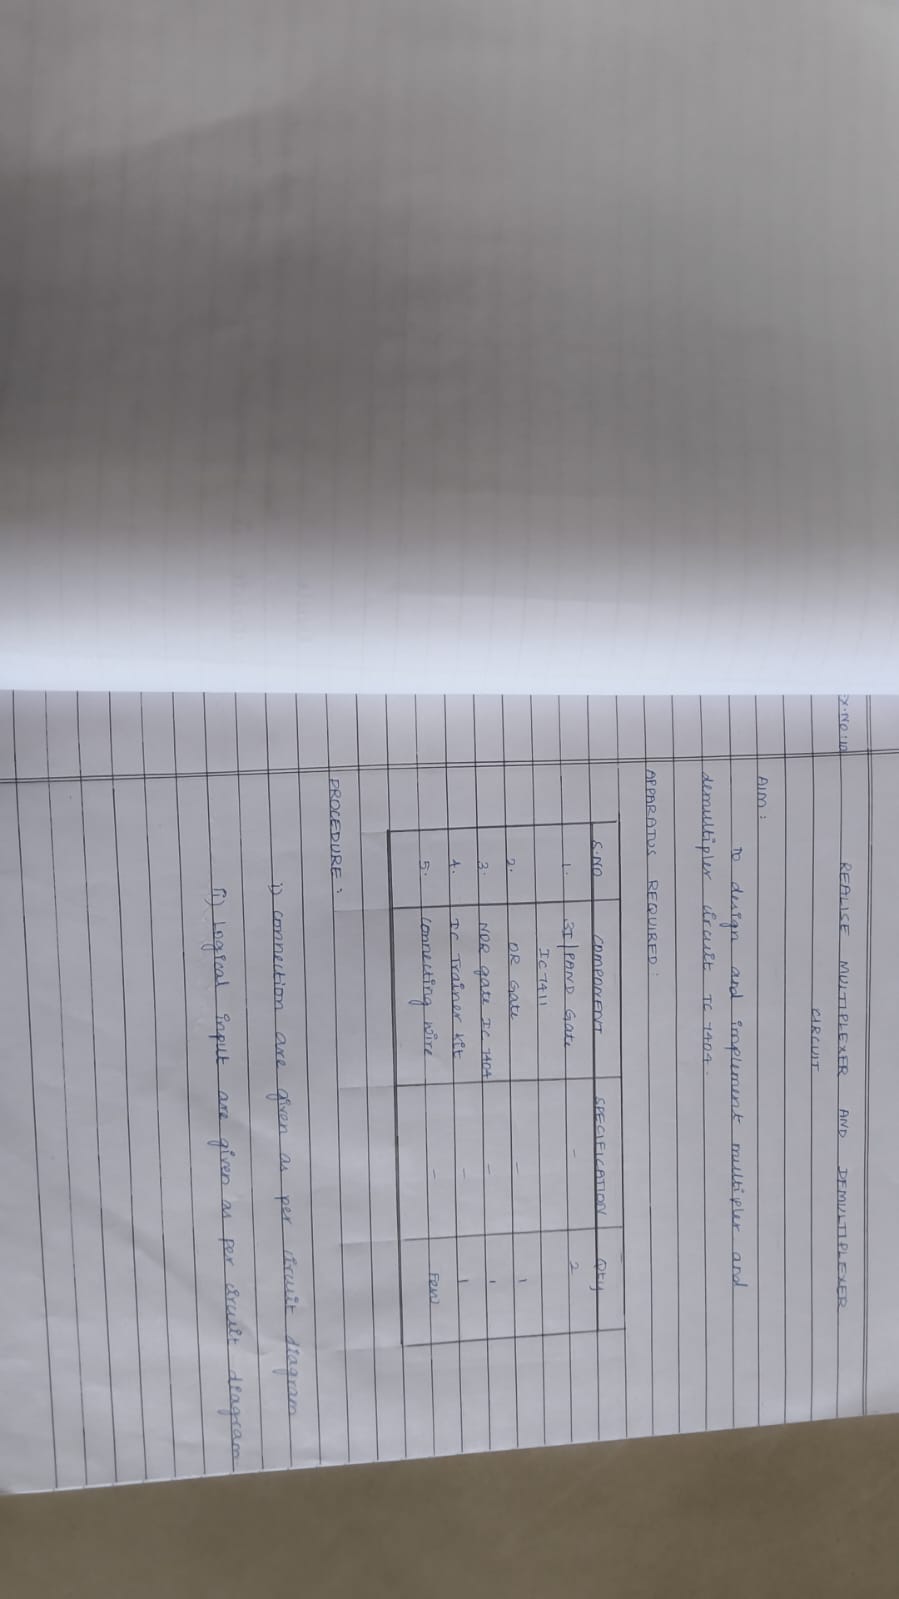 EX.NO:10
REALISE MULTIPLEXER AND DEMULTIPLEXER
CIRCUIT
AIM:
To design and implement multipler and
demultipler circuit IC 7404.
APPARATUS REQUIRED:
S.NO COMPONENT SPECIFICATION QTY
1. 3I/PAND Gate - 2
IC 7411
2. OR Gate - 1
3. NOR gate IC 7404 - 1
4. IC Trainer kit - 1
5. Connecting wire - Few
PROCEDURE:
i) connection are given as per circuit diagram
ii) Logical input are given as per circuit diagram